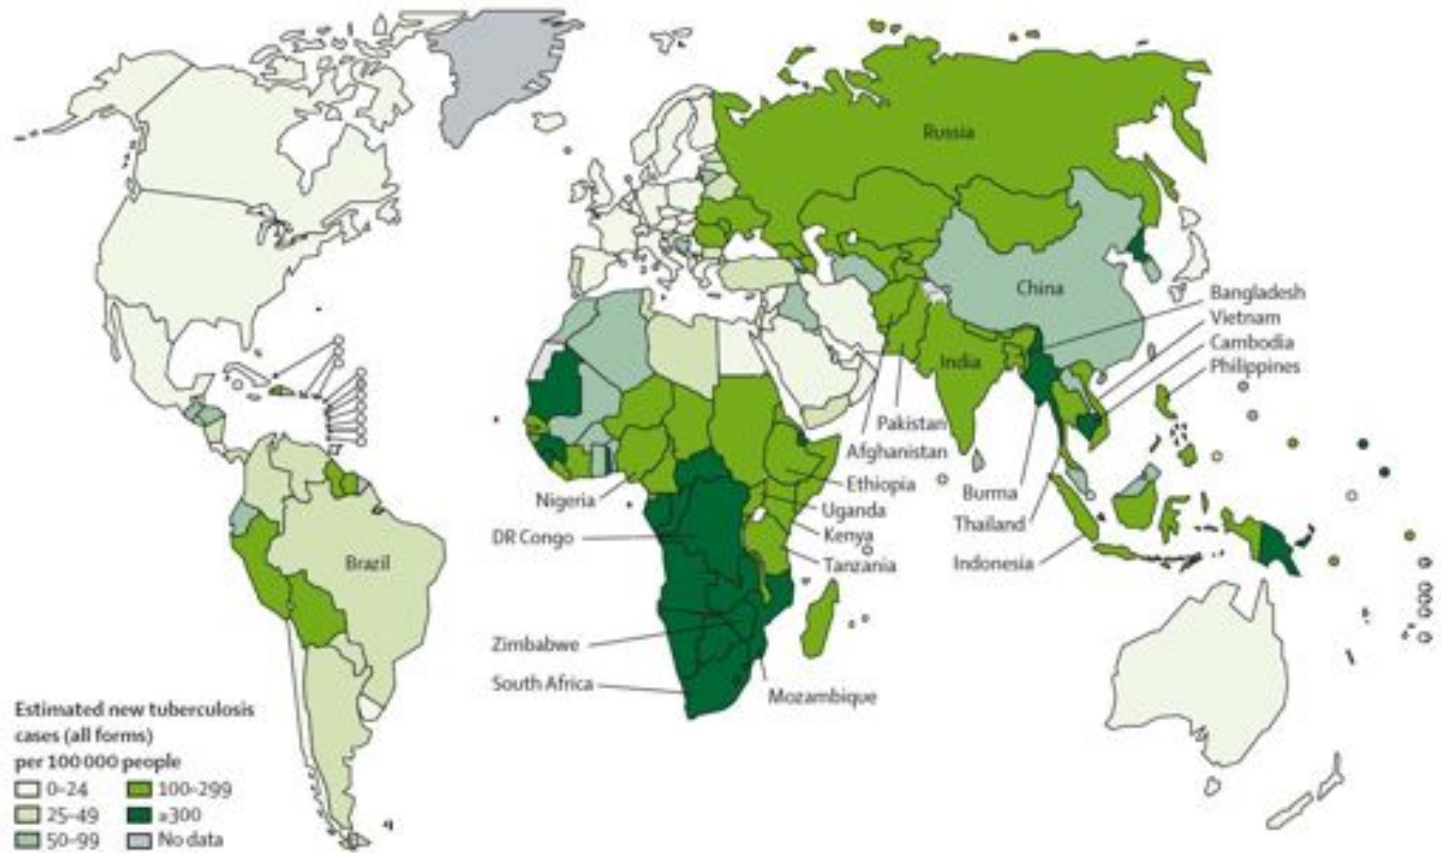 Russia
China
Bangladesh
Vietnam
Cambodia
Philippines
India
Pakistan
Afghanistan
Ethiopia
Nigeria
Uganda
Burma
Kenya
Thailand
DR Congo
Tanzania
Indonesia
Brazil
Zimbabwe
South Africa
Mozambique
Estimated new tuberculosis
cases (all forms)
per 100 000 people
0–24
100–299
25–49
≥300
50–99
No data